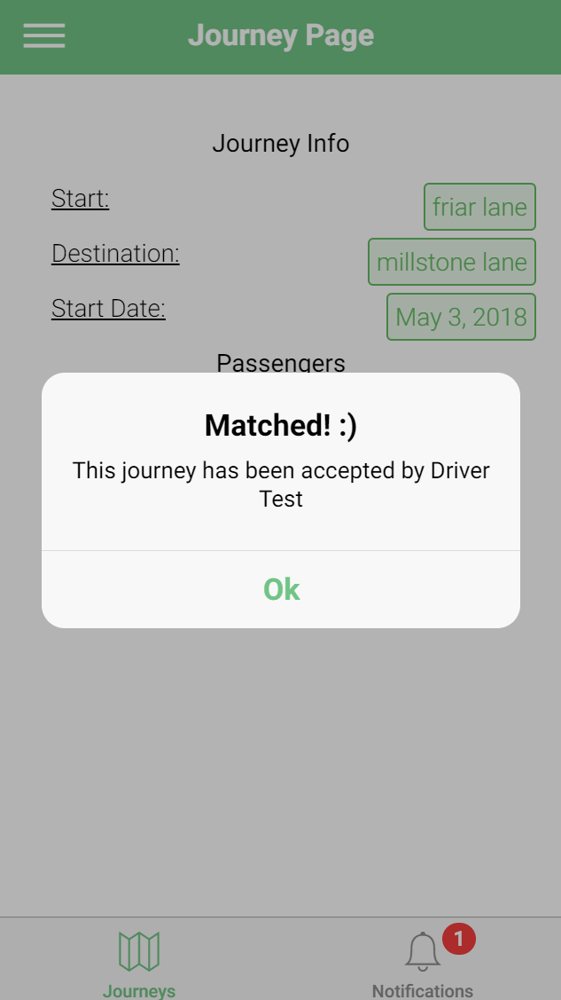 Journey Page
Journey Info
Start:
friar lane
Destination:
millstone lane
Start Date:
May 3, 2018
Passengers
Matched! :)
This journey has been accepted by Driver
Test
Ok
1
Journeys
Notifications